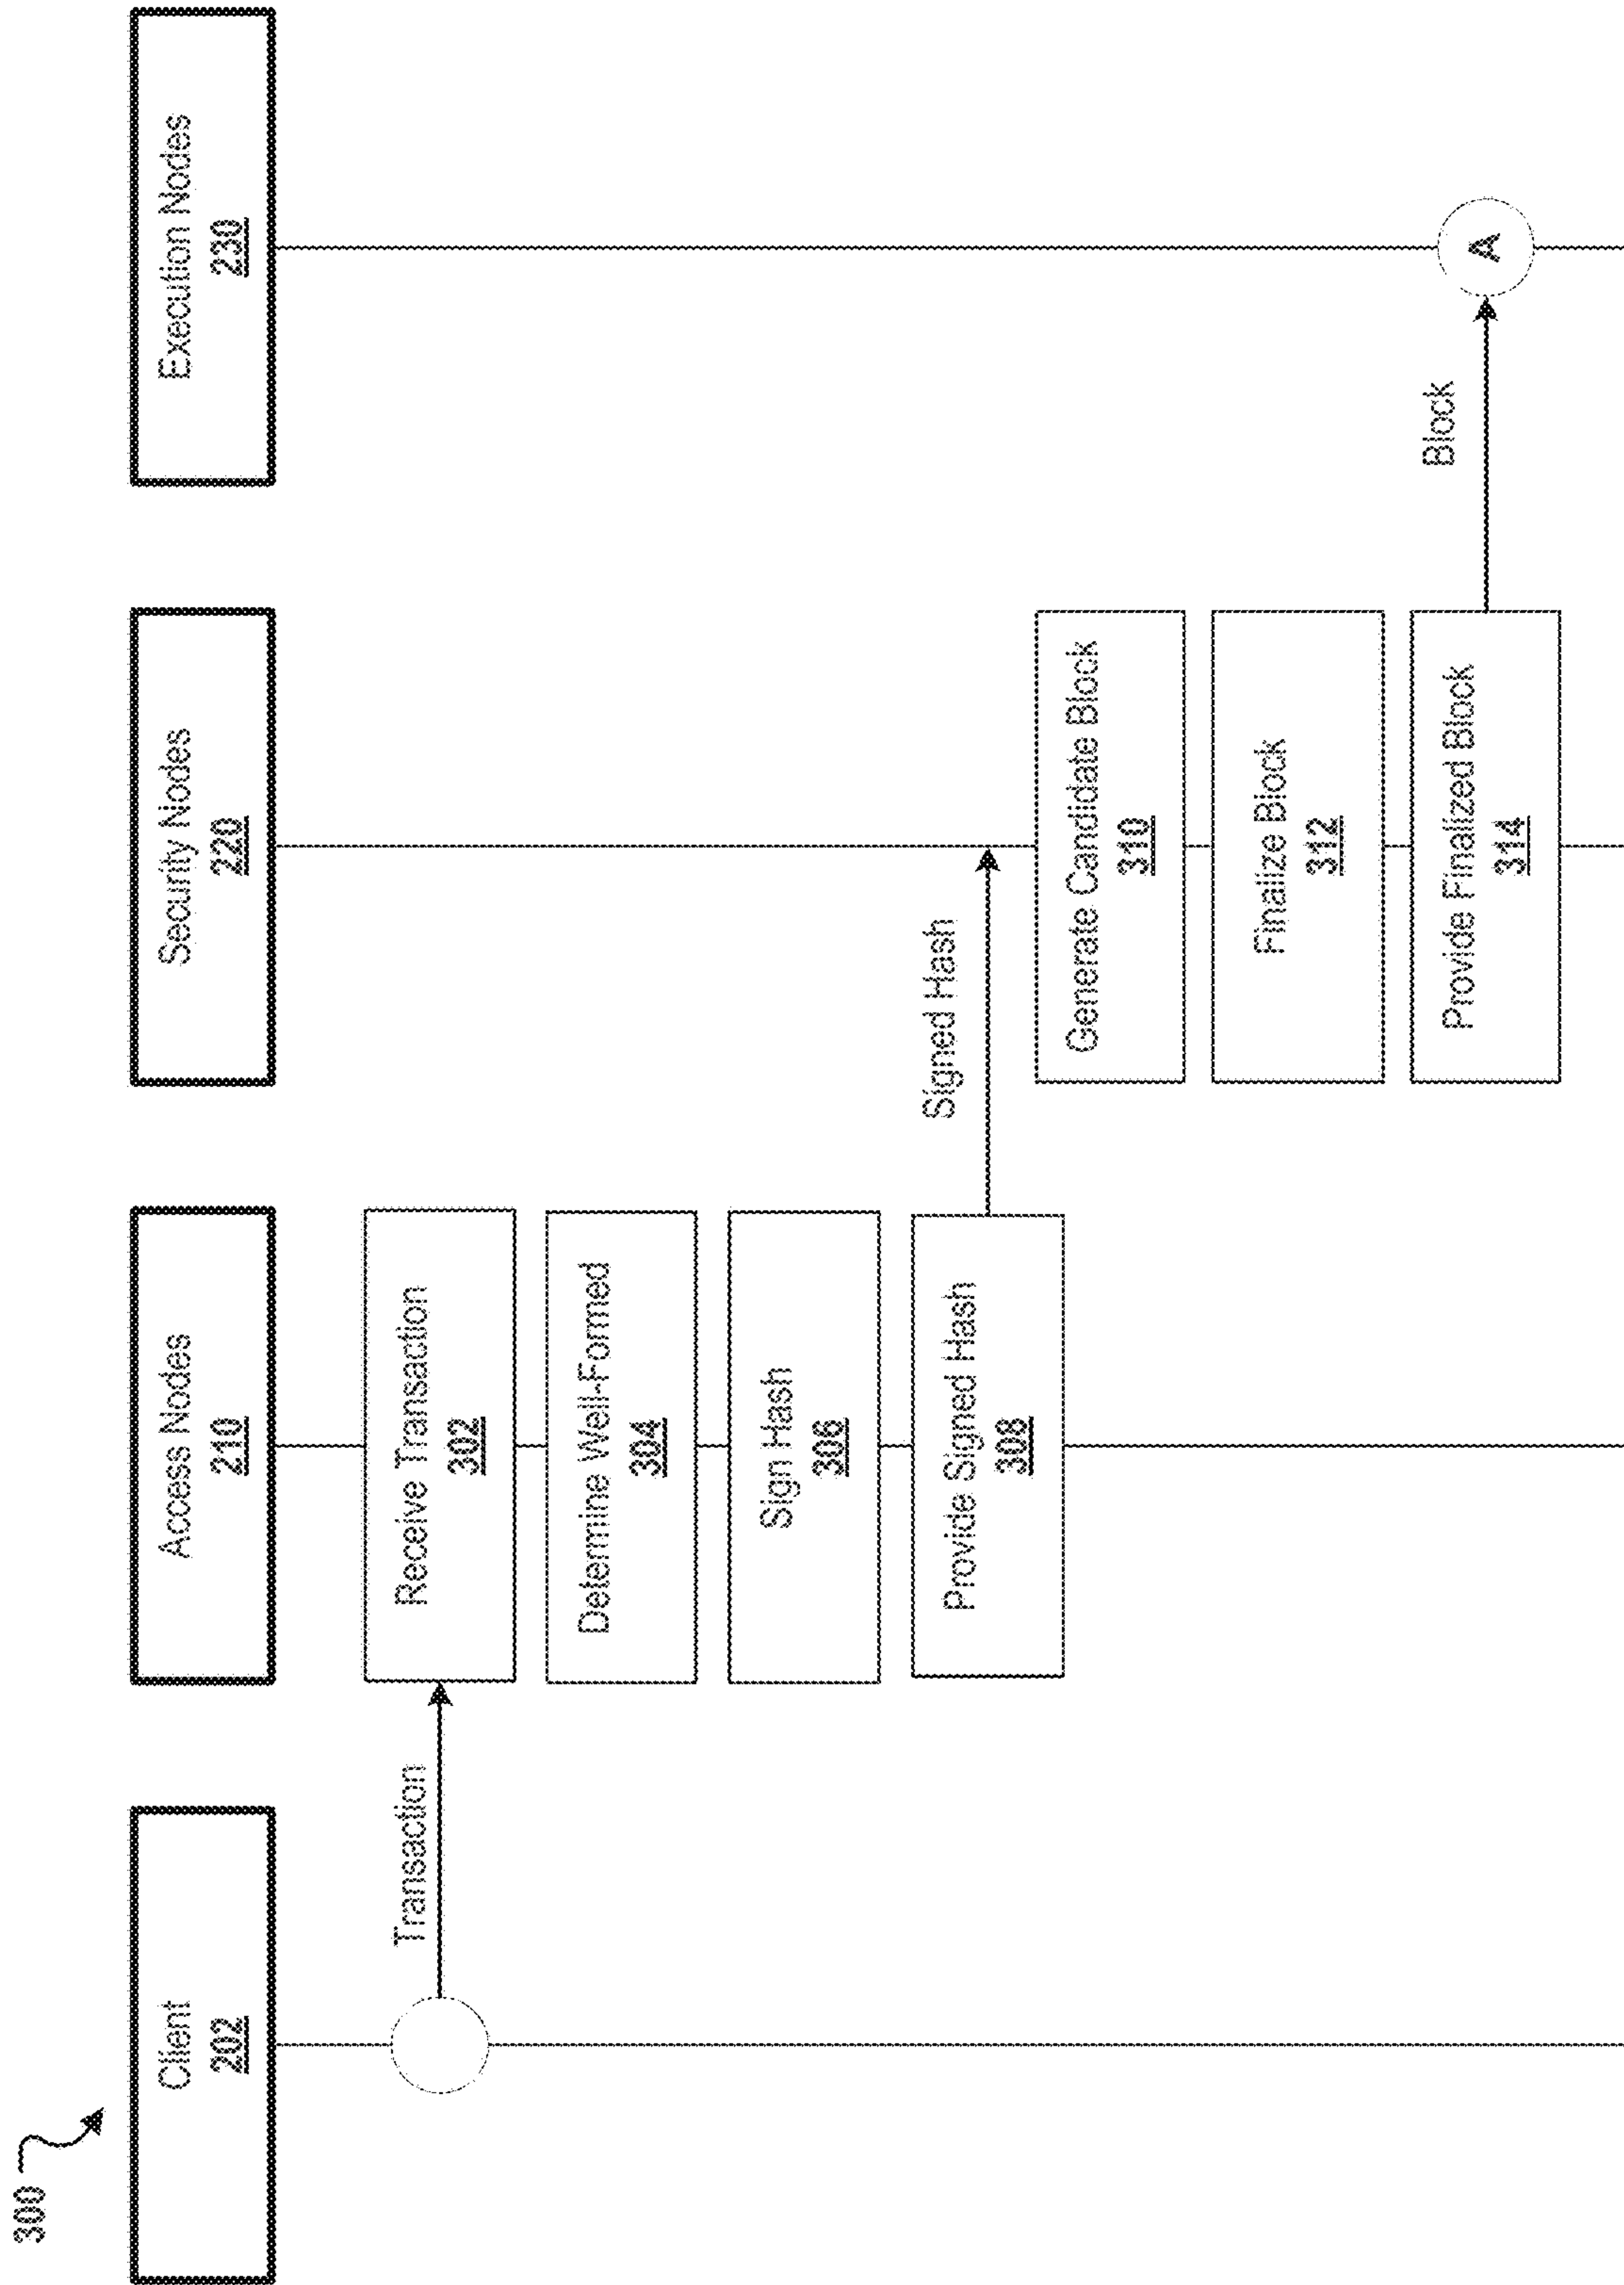 300
Client
202
Access Nodes
210
Security Nodes
220
Execution Nodes
230
Transaction
Receive Transaction
302
Determine Well-Formed
304
Sign Hash
306
Provide Signed Hash
308
Signed Hash
Generate Candidate Block
310
Finalize Block
312
Provide Finalized Block
314
Block
A